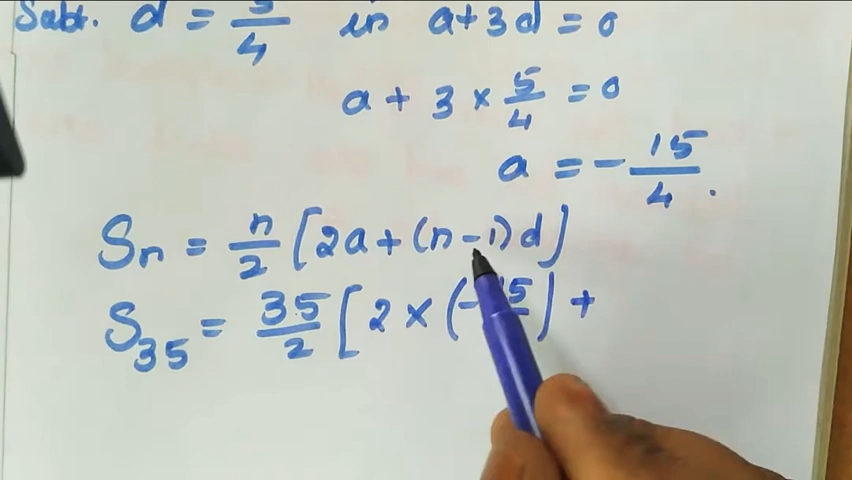 Subt. d = 5/4 in a+3d = 0
a + 3 × 5/4 = 0
a = - 15/4 .
Sn = n/2 [2a+(n-1)d]
S35 = 35/2 [2 × (-15/ ) +